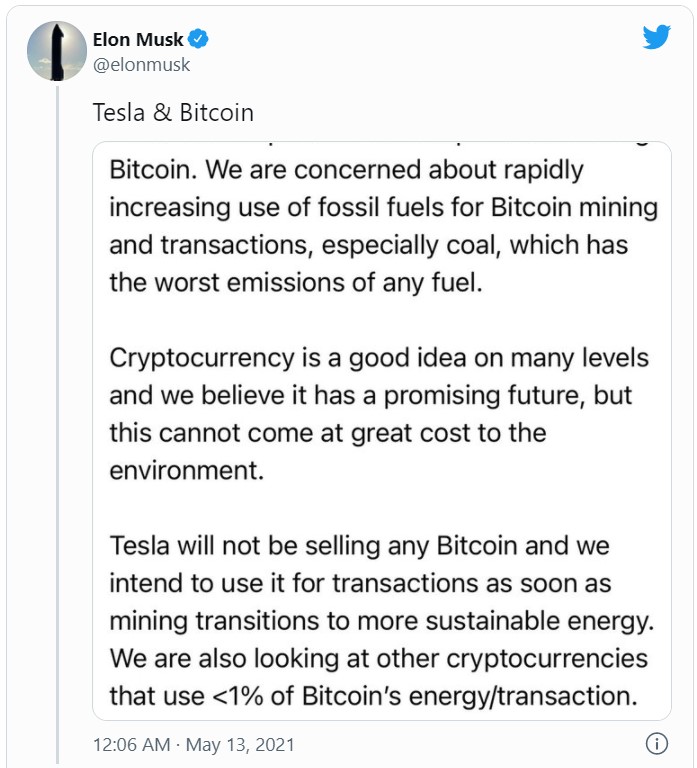 Elon Musk
@elonmusk
Tesla & Bitcoin
Bitcoin. We are concerned about rapidly
increasing use of fossil fuels for Bitcoin mining
and transactions, especially coal, which has
the worst emissions of any fuel.
Cryptocurrency is a good idea on many levels
and we believe it has a promising future, but
this cannot come at great cost to the
environment.
Tesla will not be selling any Bitcoin and we
intend to use it for transactions as soon as
mining transitions to more sustainable energy.
We are also looking at other cryptocurrencies
that use <1% of Bitcoin’s energy/transaction.
12:06 AM · May 13, 2021